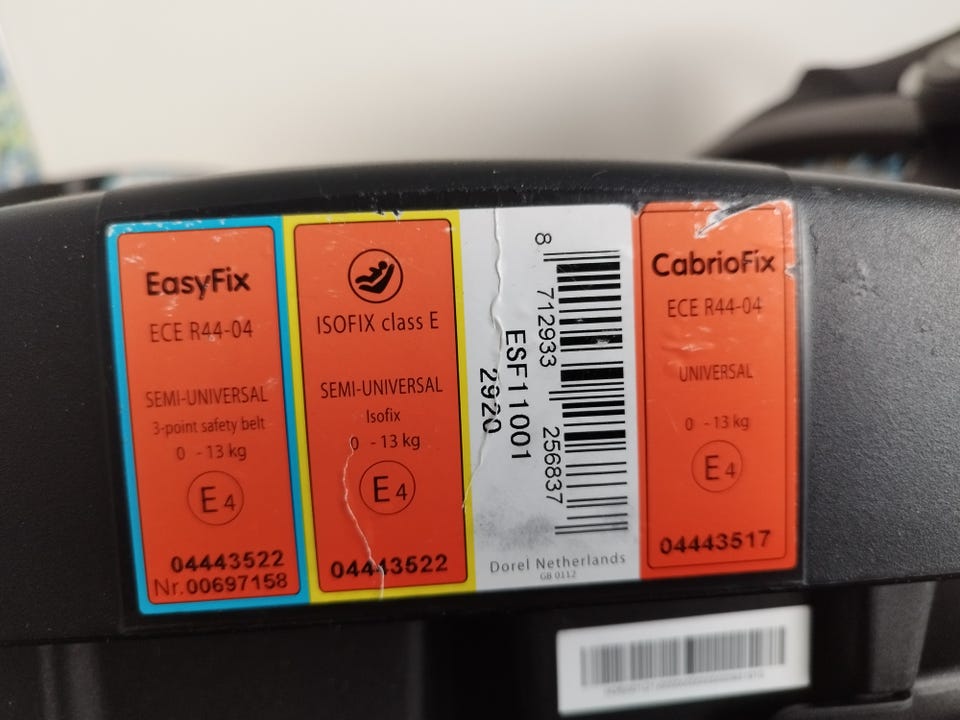 EasyFix
ECE R44-04
SEMI-UNIVERSAL
3-point safety belt
0 - 13 kg
E4
04443522
Nr. 00697158
ISOFIX class E
SEMI-UNIVERSAL
Isofix
0 - 13 kg
E4
04443522
8 712933 256837
ESF11001
2920
Dorel Netherlands
GB 0112
CabrioFix
ECE R44-04
UNIVERSAL
0 - 13 kg
E4
04443517